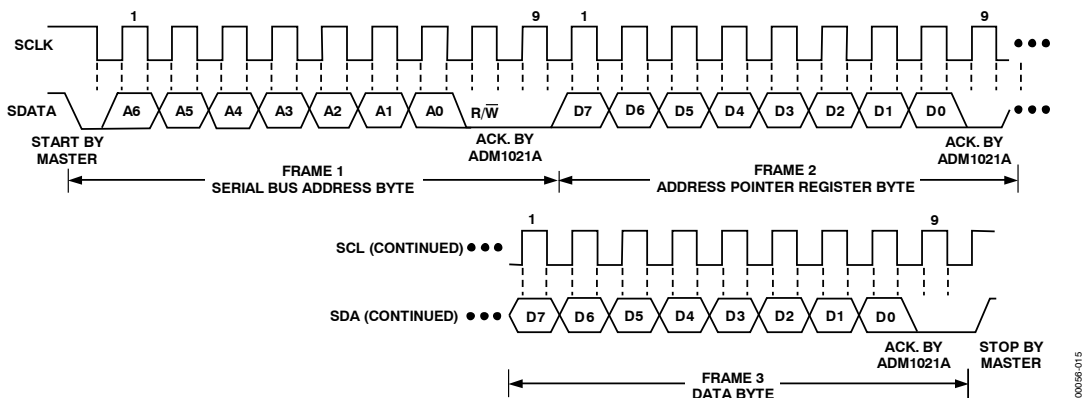 1 9 1 9
SCLK
SDATA A6 A5 A4 A3 A2 A1 A0 R/W̅ D7 D6 D5 D4 D3 D2 D1 D0
START BY MASTER
ACK. BY ADM1021A
ACK. BY ADM1021A
FRAME 1
SERIAL BUS ADDRESS BYTE
FRAME 2
ADDRESS POINTER REGISTER BYTE
1 9
SCL (CONTINUED)
SDA (CONTINUED) D7 D6 D5 D4 D3 D2 D1 D0
ACK. BY ADM1021A
STOP BY MASTER
FRAME 3
DATA BYTE
00056-015